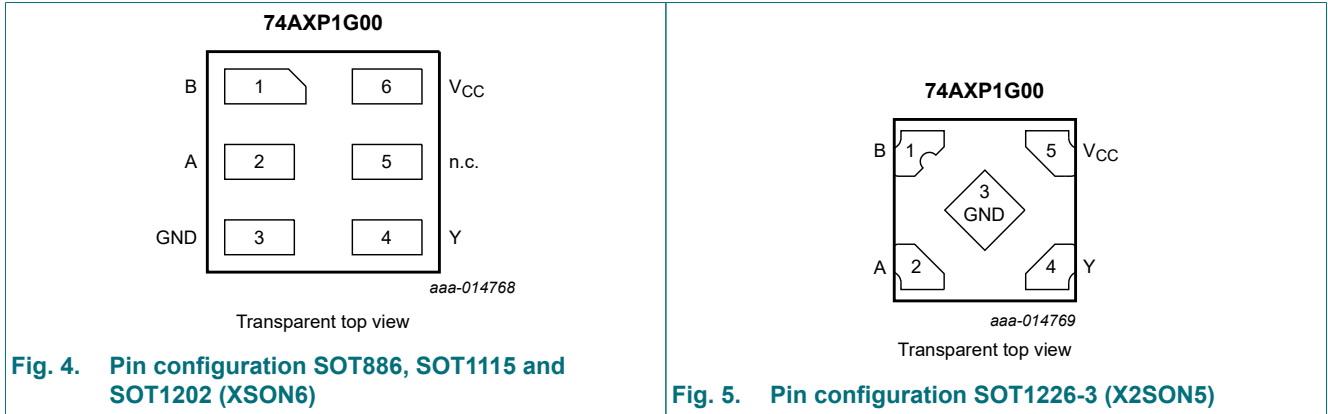 74AXP1G00
B 1 6 VCC
A 2 5 n.c.
GND 3 4 Y
aaa-014768
Transparent top view
Fig. 4. Pin configuration SOT886, SOT1115 and
SOT1202 (XSON6)
74AXP1G00
B 1 5 VCC
3
GND
A 2 4 Y
aaa-014769
Transparent top view
Fig. 5. Pin configuration SOT1226-3 (X2SON5)